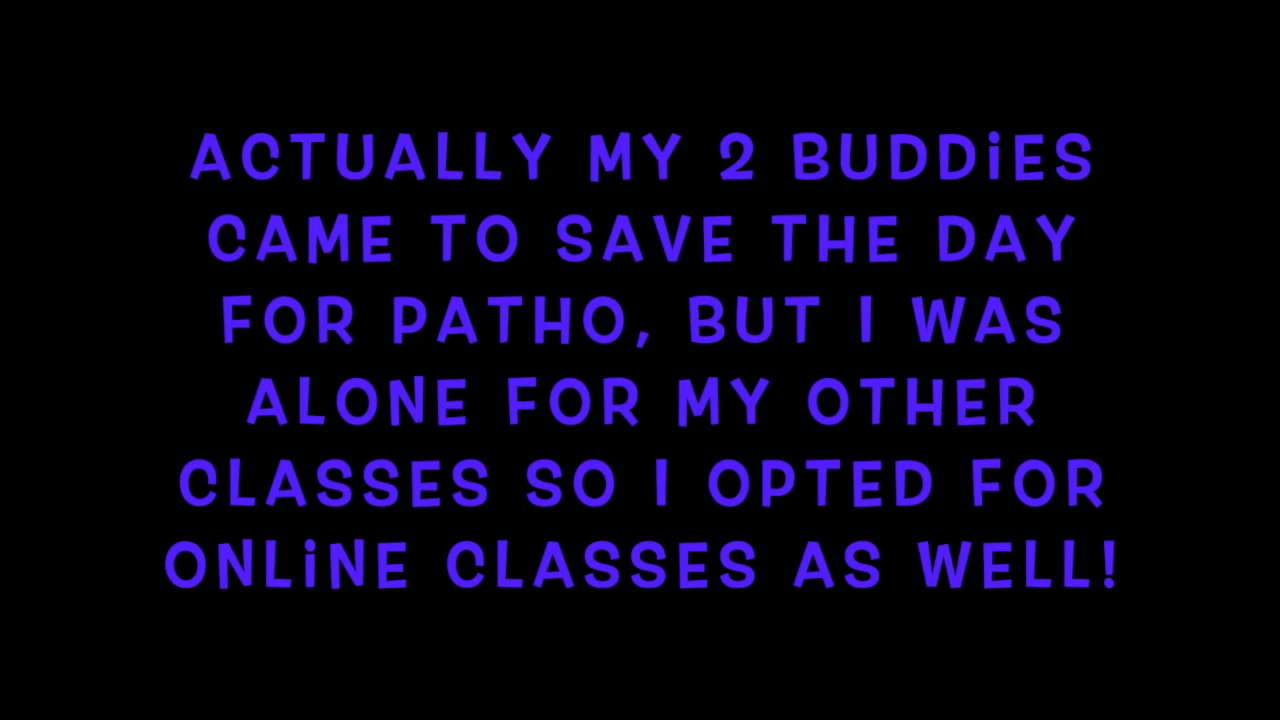 ACTUALLY MY 2 BUDDIES
CAME TO SAVE THE DAY
FOR PATHO, BUT I WAS
ALONE FOR MY OTHER
CLASSES SO I OPTED FOR
ONLINE CLASSES AS WELL!